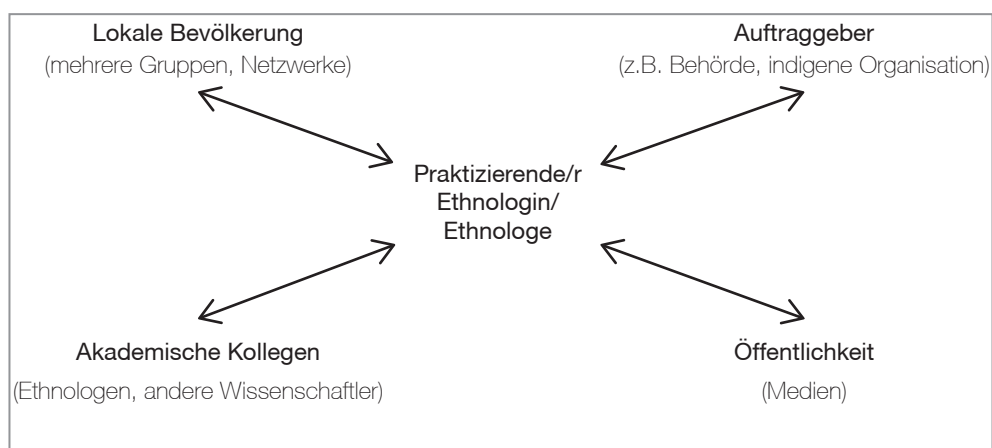 Lokale Bevölkerung
(mehrere Gruppen, Netzwerke)
Auftraggeber
(z.B. Behörde, indigene Organisation)
Praktizierende/r
Ethnologin/
Ethnologe
Akademische Kollegen
(Ethnologen, andere Wissenschaftler)
Öffentlichkeit
(Medien)